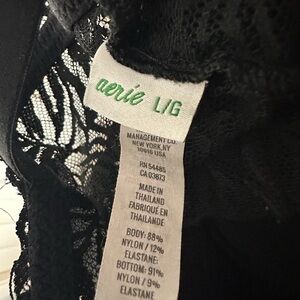 aerie L/G
MANAGEMENT CO.
NEW YORK, NY
10016 USA
RN 54485
CA 03873
MADE IN
THAILAND
FABRIQUÉ EN
THAÏLANDE
BODY: 88%
NYLON / 12%
ELASTANE:
BOTTOM: 91%
NYLON / 9%
ELASTANE